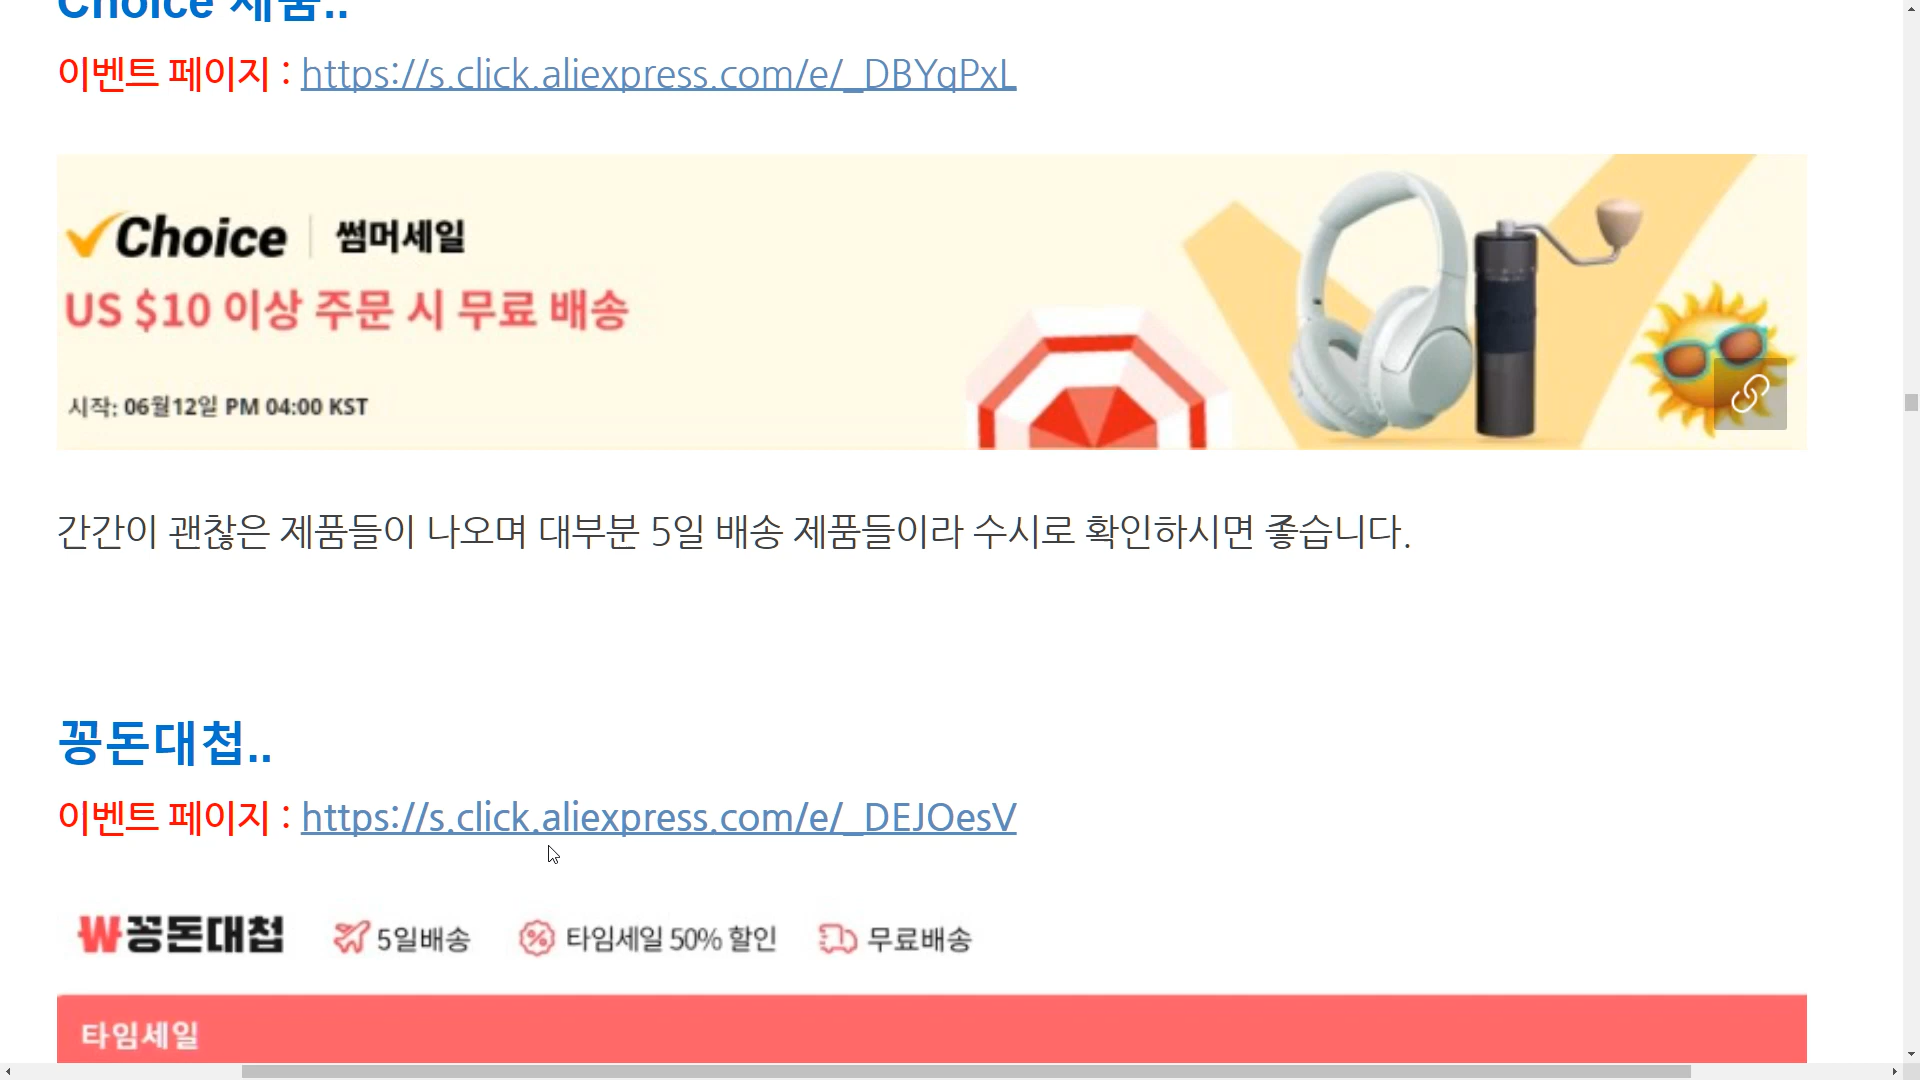 Choice 제품..
이벤트 페이지 : https://s.click.aliexpress.com/e/_DBYqPxL
Choice | 썸머세일
US $10 이상 주문 시 무료 배송
시작: 06월12일 PM 04:00 KST
간간이 괜찮은 제품들이 나오며 대부분 5일 배송 제품들이라 수시로 확인하시면 좋습니다.
꽁돈대첩..
이벤트 페이지 : https://s.click.aliexpress.com/e/_DEJOesV
₩꽁돈대첩 5일배송 타임세일 50% 할인 무료배송
타임세일